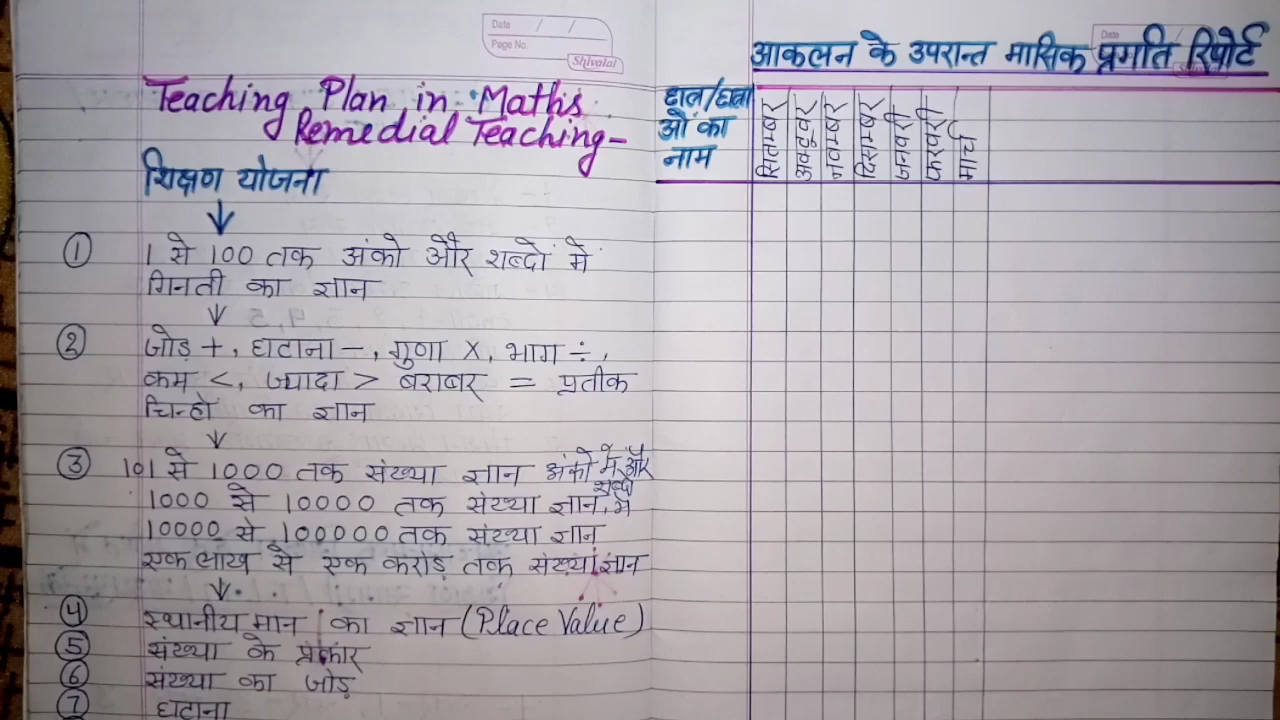 Date / /
Page No.
Shivalal
Teaching Plan in Maths
Remedial Teaching-
शिक्षण योजना
① 1 से 100 तक अंको और शब्दों में
गिनती का ज्ञान
② जोड़ +, घटाना -, गुणा x, भाग ÷,
कम <, ज्यादा > बराबर = प्रतीक
चिन्हो का ज्ञान
③ 101 से 1000 तक संख्या ज्ञान अंको में और
शब्दो में
1000 से 10000 तक संख्या ज्ञान,
10000 से 100000 तक संख्या ज्ञान
एक लाख से एक करोड़ तक संख्या ज्ञान
④ स्थानीय मान का ज्ञान (Place Value)
⑤ संख्या के प्रकार
⑥ संख्या का जोड़
⑦ घटाना
Date
आकलन के उपरान्त मासिक प्रगति रिपोर्ट
छात्र/छात्रा
ओं का
नाम
सितम्बर
अक्टूबर
नवम्बर
दिसम्बर
जनवरी
फरवरी
मार्च